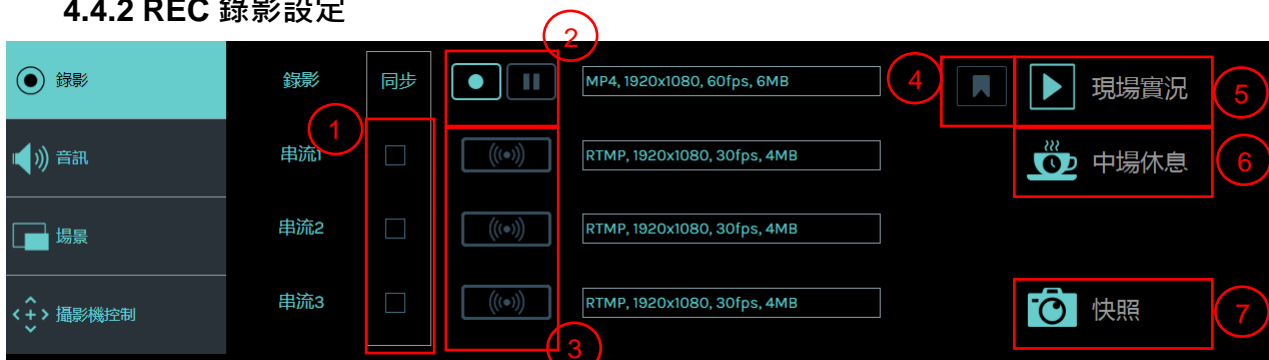 4.4.2 REC 錄影設定
2
錄影
錄影
同步
MP4, 1920x1080, 60fps, 6MB
4
現場實況
5
1
音訊
串流1
RTMP, 1920x1080, 30fps, 4MB
中場休息
6
場景
串流2
RTMP, 1920x1080, 30fps, 4MB
攝影機控制
串流3
RTMP, 1920x1080, 30fps, 4MB
快照
7
3